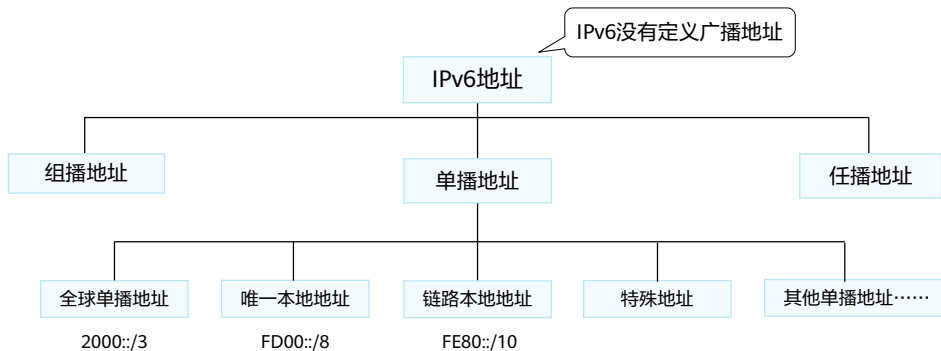 IPv6没有定义广播地址
IPv6地址
组播地址
单播地址
任播地址
全球单播地址
唯一本地地址
链路本地地址
特殊地址
其他单播地址……
2000::/3
FD00::/8
FE80::/10